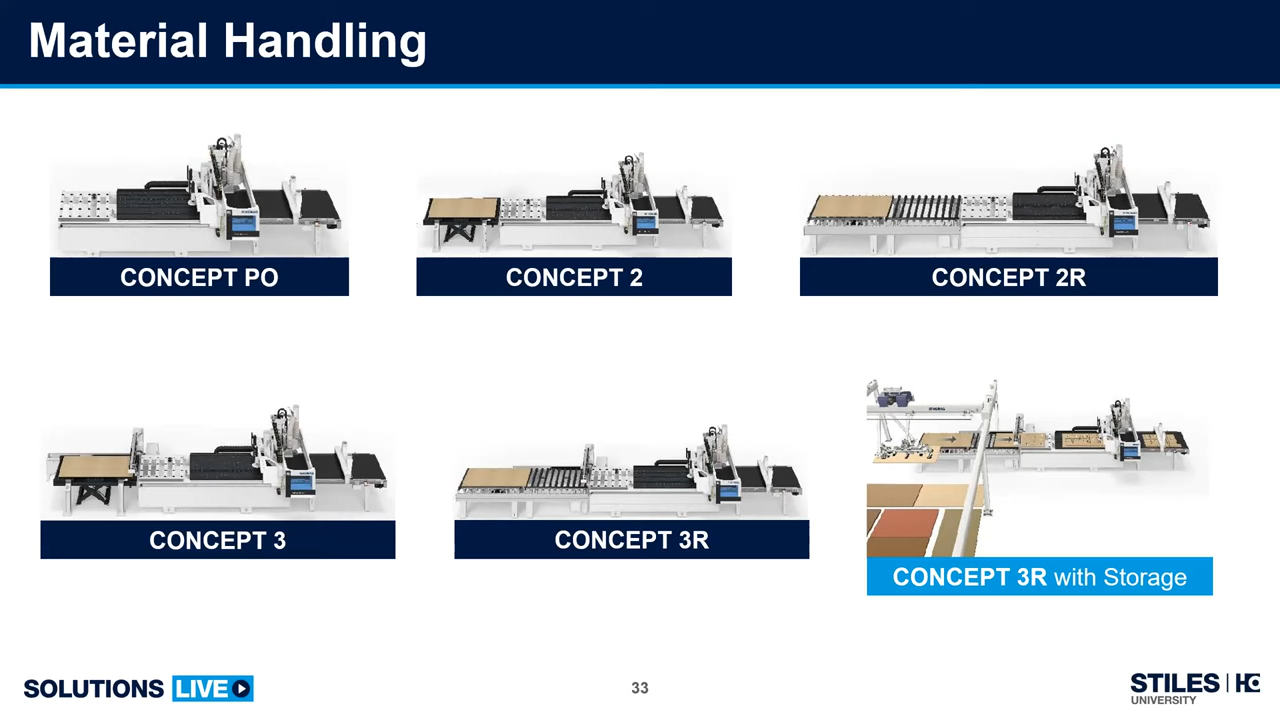 Material Handling
CONCEPT PO
CONCEPT 2
CONCEPT 2R
CONCEPT 3
CONCEPT 3R
CONCEPT 3R with Storage
SOLUTIONS LIVE
33
STILES
UNIVERSITY